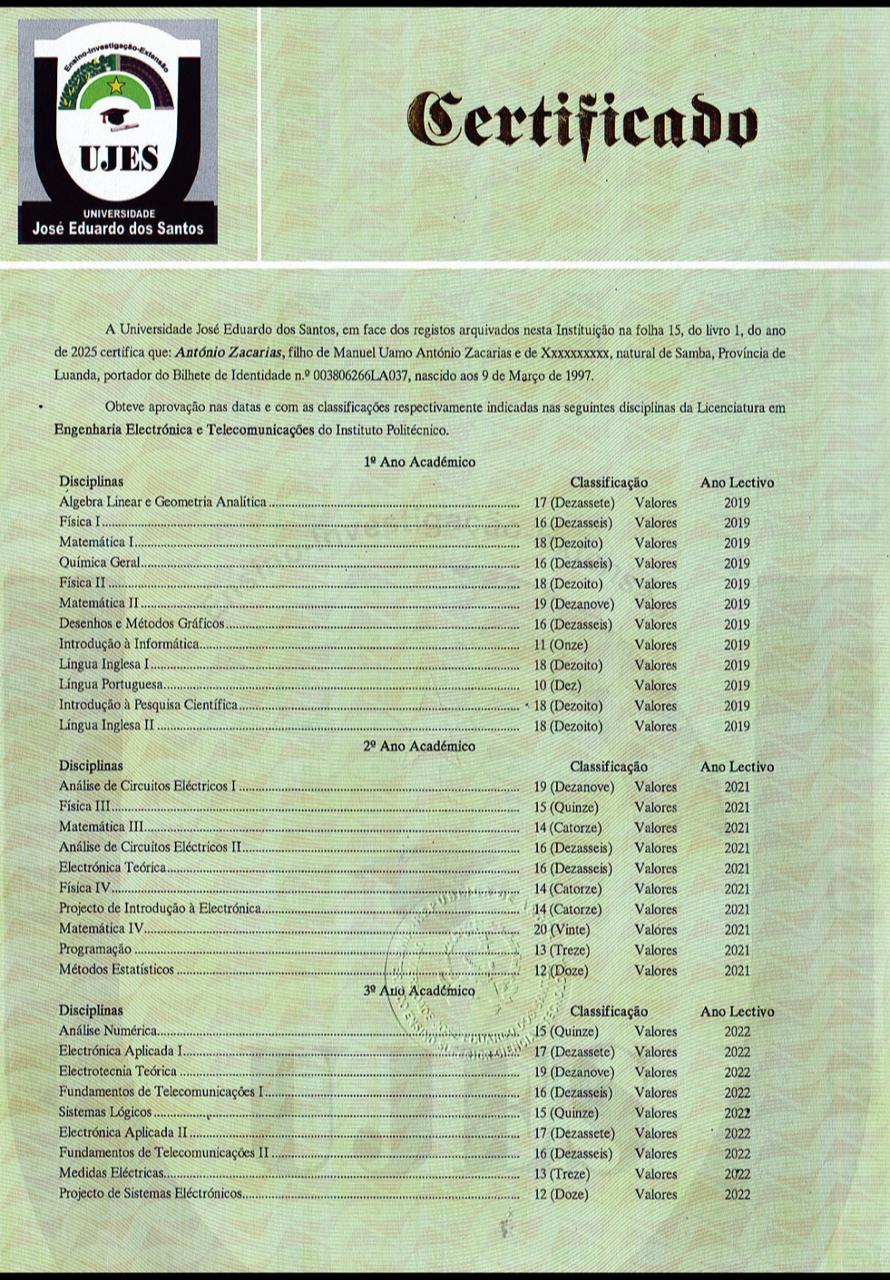 Ensino-Investigação-Extensão
UJES
UNIVERSIDADE
José Eduardo dos Santos
Certificado
A Universidade José Eduardo dos Santos, em face dos registos arquivados nesta Instituição na folha 15, do livro 1, do ano
de 2025 certifica que: António Zacarias, filho de Manuel Uamo António Zacarias e de Xxxxxxxxxx, natural de Samba, Província de
Luanda, portador do Bilhete de Identidade n.º 003806266LA037, nascido aos 9 de Março de 1997.
Obteve aprovação nas datas e com as classificações respectivamente indicadas nas seguintes disciplinas da Licenciatura em
Engenharia Electrónica e Telecomunicações do Instituto Politécnico.
1º Ano Académico
Disciplinas Classificação Ano Lectivo
Álgebra Linear e Geometria Analítica 17 (Dezassete) Valores 2019
Física I 16 (Dezasseis) Valores 2019
Matemática I 18 (Dezoito) Valores 2019
Química Geral 16 (Dezasseis) Valores 2019
Física II 18 (Dezoito) Valores 2019
Matemática II 19 (Dezanove) Valores 2019
Desenhos e Métodos Gráficos 16 (Dezasseis) Valores 2019
Introdução à Informática 11 (Onze) Valores 2019
Língua Inglesa I 18 (Dezoito) Valores 2019
Língua Portuguesa 10 (Dez) Valores 2019
Introdução à Pesquisa Científica 18 (Dezoito) Valores 2019
Língua Inglesa II 18 (Dezoito) Valores 2019
2º Ano Académico
Disciplinas Classificação Ano Lectivo
Análise de Circuitos Eléctricos I 19 (Dezanove) Valores 2021
Física III 15 (Quinze) Valores 2021
Matemática III 14 (Catorze) Valores 2021
Análise de Circuitos Eléctricos II 16 (Dezasseis) Valores 2021
Electrónica Teórica 16 (Dezasseis) Valores 2021
Física IV 14 (Catorze) Valores 2021
Projecto de Introdução à Electrónica 14 (Catorze) Valores 2021
Matemática IV 20 (Vinte) Valores 2021
Programação 13 (Treze) Valores 2021
Métodos Estatísticos 12 (Doze) Valores 2021
3º Ano Académico
Disciplinas Classificação Ano Lectivo
Análise Numérica 15 (Quinze) Valores 2022
Electrónica Aplicada I 17 (Dezassete) Valores 2022
Electrotecnia Teórica 19 (Dezanove) Valores 2022
Fundamentos de Telecomunicações I 16 (Dezasseis) Valores 2022
Sistemas Lógicos 15 (Quinze) Valores 2022
Electrónica Aplicada II 17 (Dezassete) Valores 2022
Fundamentos de Telecomunicações II 16 (Dezasseis) Valores 2022
Medidas Eléctricas 13 (Treze) Valores 2022
Projecto de Sistemas Eléctrónicos 12 (Doze) Valores 2022